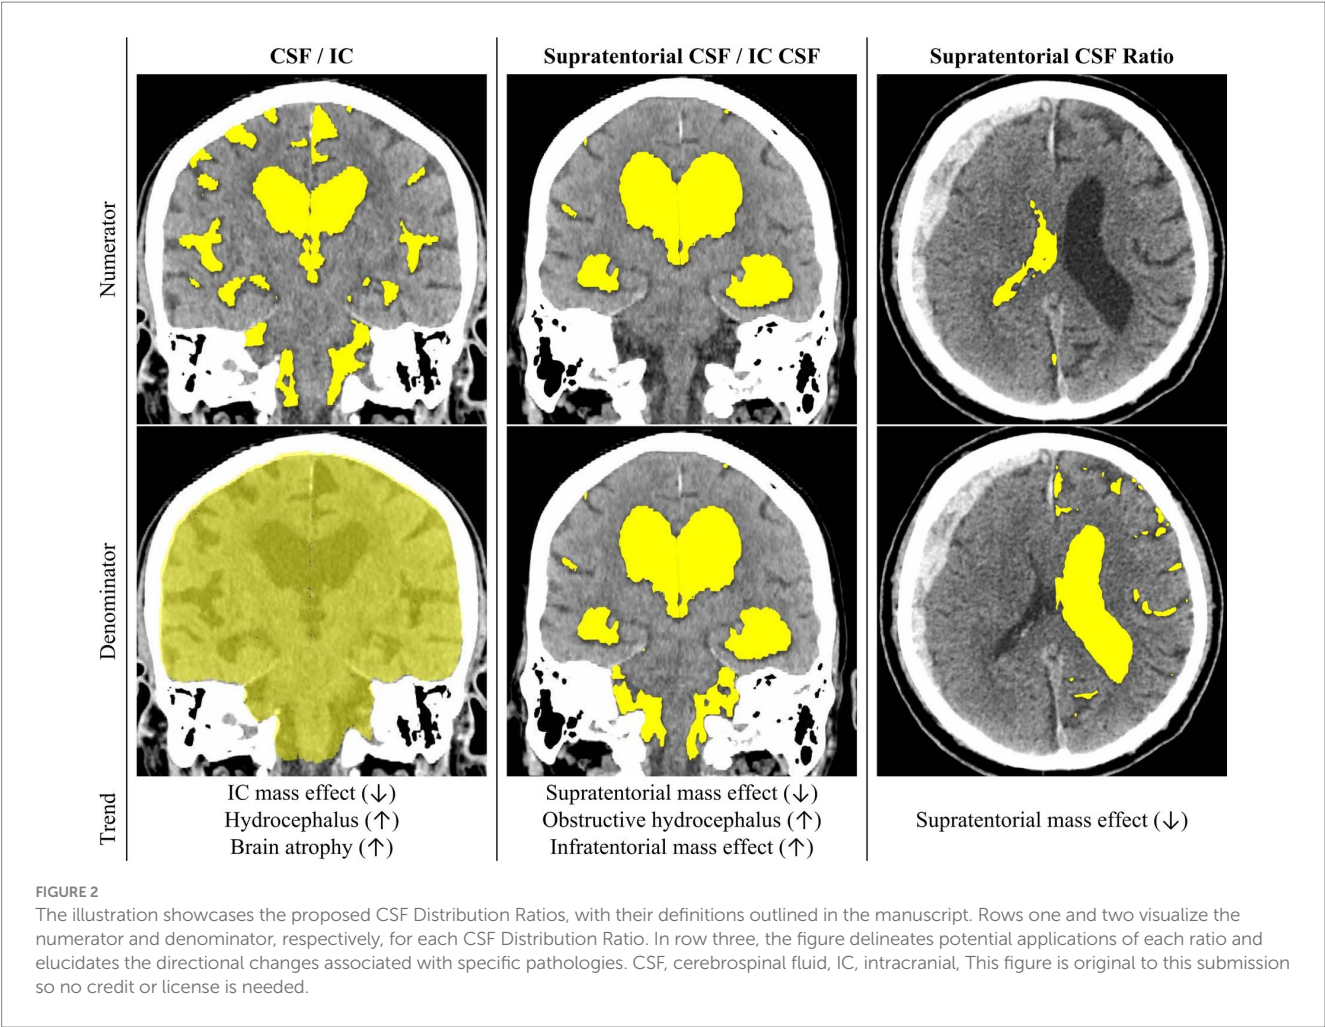 CSF / IC
Supratentorial CSF / IC CSF
Supratentorial CSF Ratio
Numerator
Denominator
Trend
IC mass effect (↓)
Hydrocephalus (↑)
Brain atrophy (↑)
Supratentorial mass effect (↓)
Obstructive hydrocephalus (↑)
Infratentorial mass effect (↑)
Supratentorial mass effect (↓)
FIGURE 2
The illustration showcases the proposed CSF Distribution Ratios, with their definitions outlined in the manuscript. Rows one and two visualize the
numerator and denominator, respectively, for each CSF Distribution Ratio. In row three, the figure delineates potential applications of each ratio and
elucidates the directional changes associated with specific pathologies. CSF, cerebrospinal fluid, IC, intracranial, This figure is original to this submission
so no credit or license is needed.